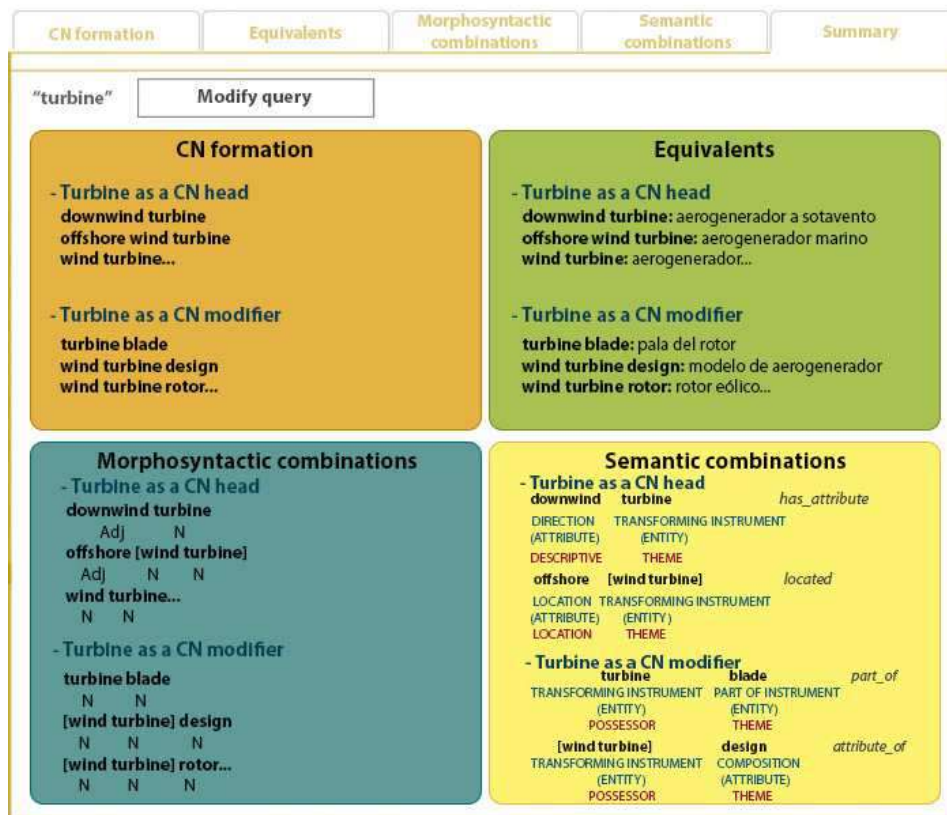 CN formation
Equivalents
Morphosyntactic
combinations
Semantic
combinations
Summary
"turbine"
Modify query
CN formation
- Turbine as a CN head
downwind turbine
offshore wind turbine
wind turbine...
- Turbine as a CN modifier
turbine blade
wind turbine design
wind turbine rotor...
Equivalents
- Turbine as a CN head
downwind turbine: aerogenerador a sotavento
offshore wind turbine: aerogenerador marino
wind turbine: aerogenerador...
- Turbine as a CN modifier
turbine blade: pala del rotor
wind turbine design: modelo de aerogenerador
wind turbine rotor: rotor eólico...
Morphosyntactic combinations
- Turbine as a CN head
downwind turbine
Adj N
offshore [wind turbine]
Adj N N
wind turbine...
N N
- Turbine as a CN modifier
turbine blade
N N
[wind turbine] design
N N N
[wind turbine] rotor...
N N N
Semantic combinations
- Turbine as a CN head
downwind turbine has_attribute
DIRECTION TRANSFORMING INSTRUMENT
(ATTRIBUTE) (ENTITY)
DESCRIPTIVE THEME
offshore [wind turbine] located
LOCATION TRANSFORMING INSTRUMENT
(ATTRIBUTE) (ENTITY)
LOCATION THEME
- Turbine as a CN modifier
turbine blade part_of
TRANSFORMING INSTRUMENT PART OF INSTRUMENT
(ENTITY) (ENTITY)
POSSESSOR THEME
[wind turbine] design attribute_of
TRANSFORMING INSTRUMENT COMPOSITION
(ENTITY) (ATTRIBUTE)
POSSESSOR THEME